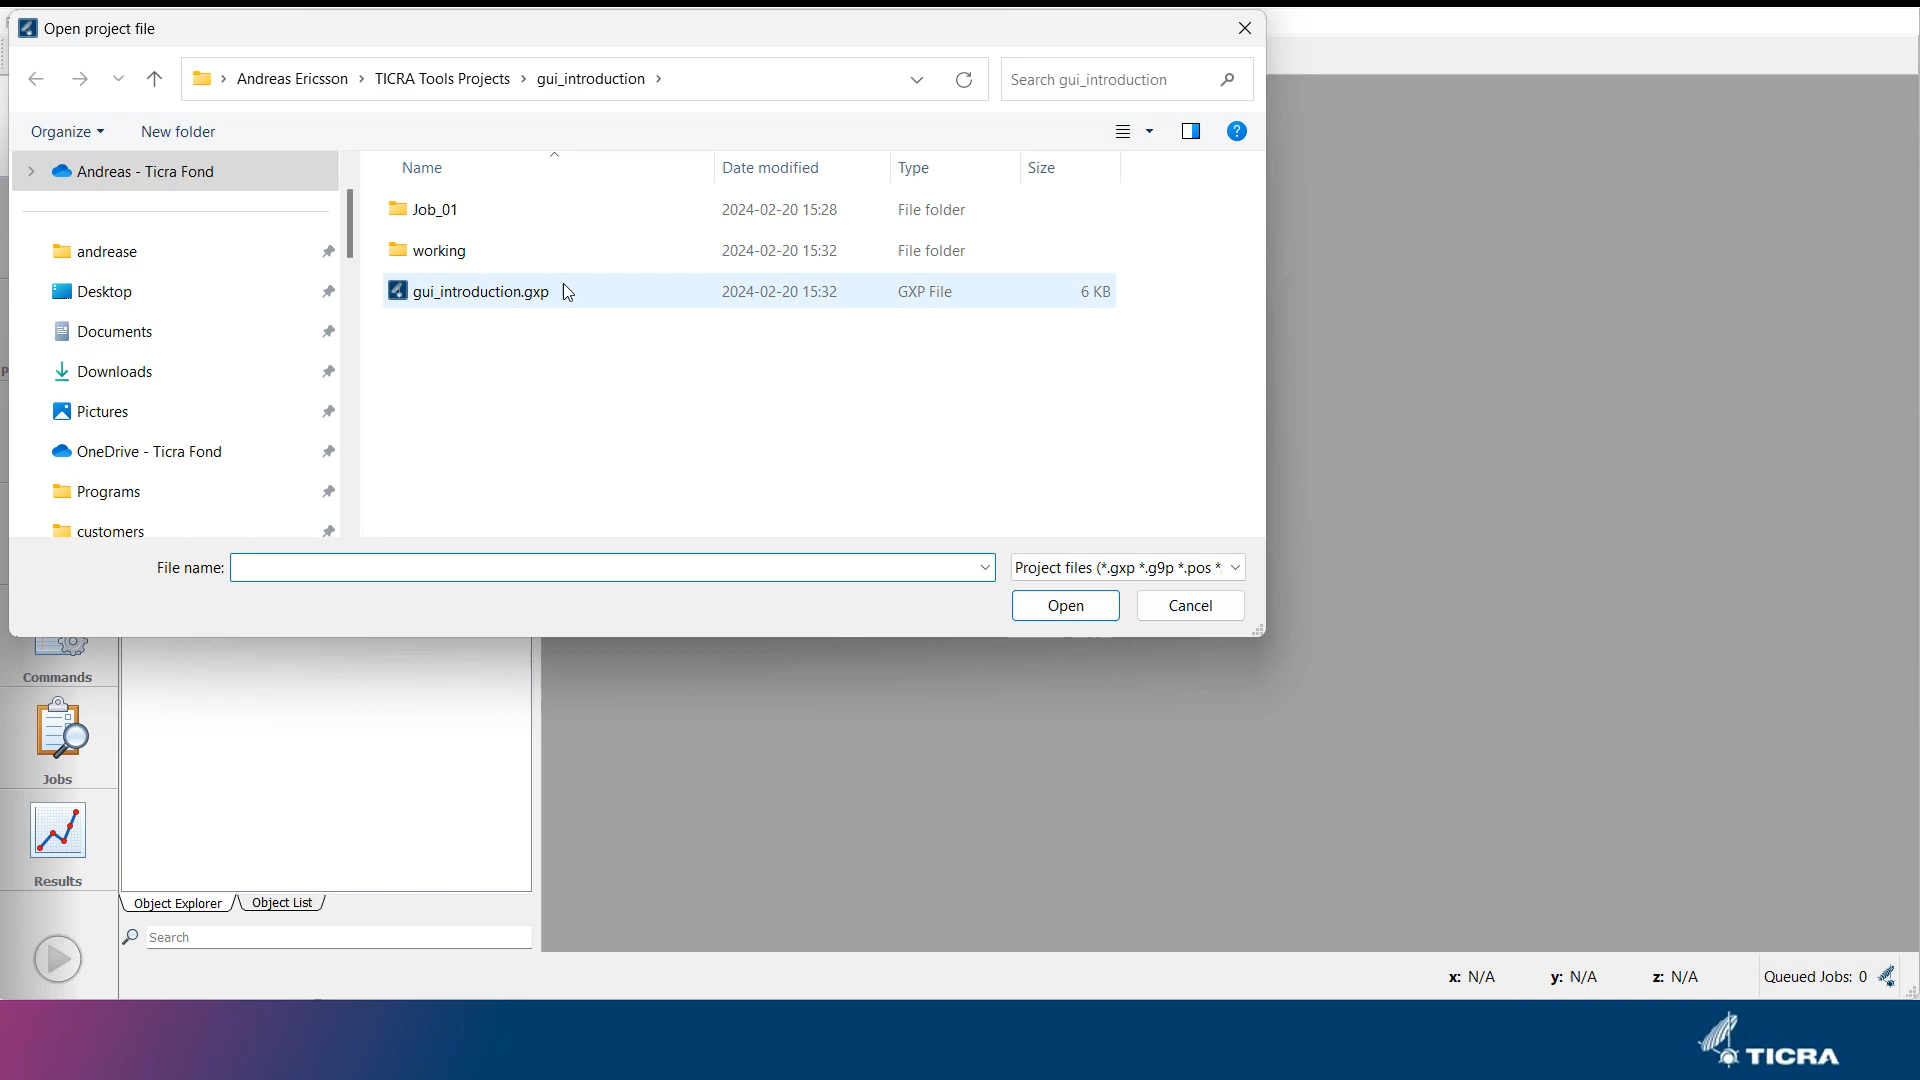 Open project file
Andreas Ericsson > TICRA Tools Projects > gui_introduction >
Search gui_introduction
Organize
New folder
Name
Date modified
Type
Size
Andreas - Ticra Fond
Job_01
2024-02-20 15:28
File folder
working
2024-02-20 15:32
File folder
gui_introduction.gxp
2024-02-20 15:32
GXP File
6 KB
andrease
Desktop
Documents
Downloads
Pictures
OneDrive - Ticra Fond
Programs
customers
File name:
Project files (*.gxp *.g9p *.pos *
Open
Cancel
Commands
Jobs
Results
Object Explorer
Object List
Search
x: N/A
y: N/A
z: N/A
Queued Jobs: 0
TICRA